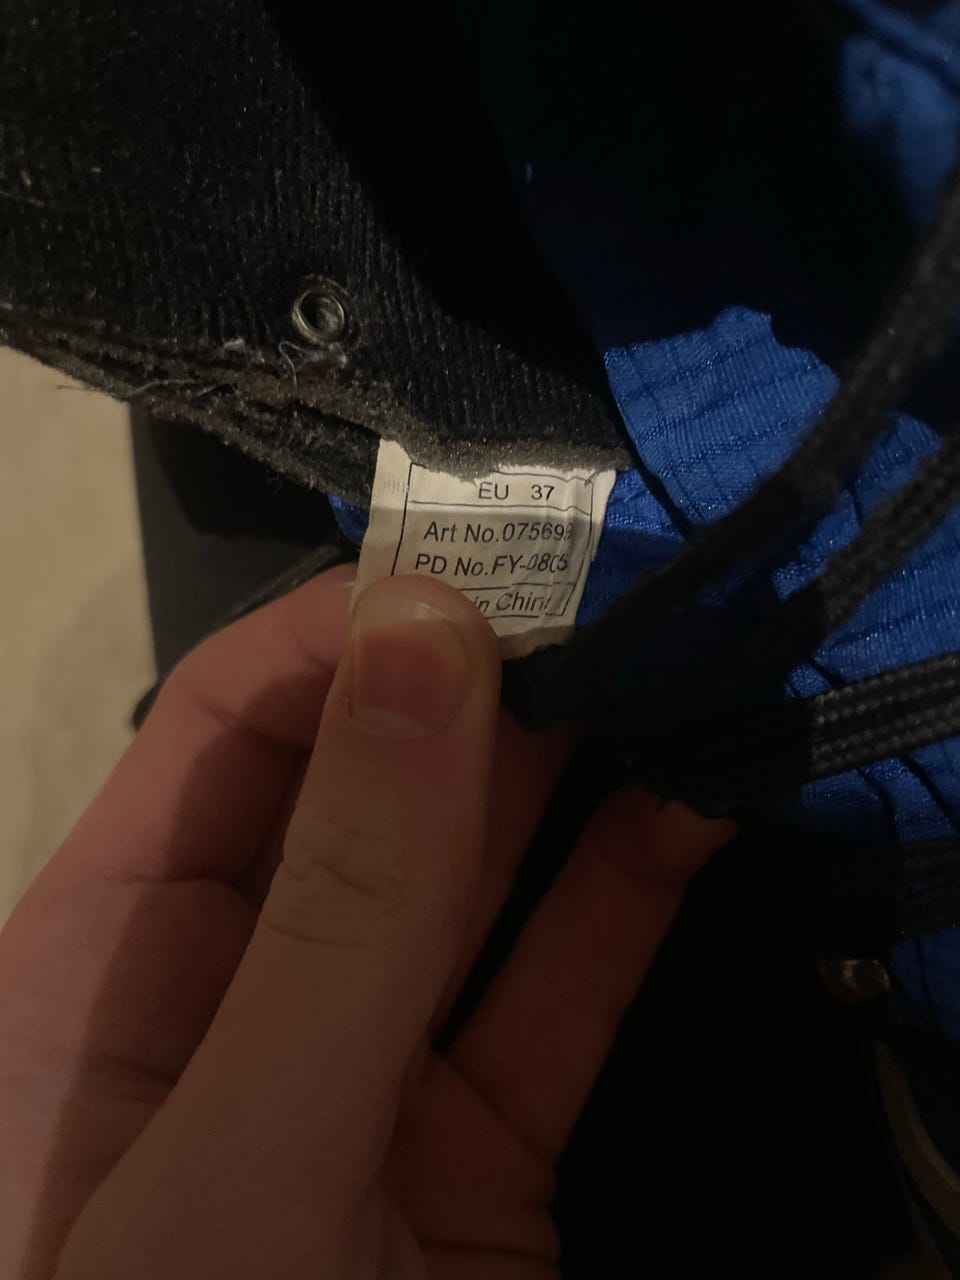 EU 37
Art No.075699
PD No.FY-0805
in China